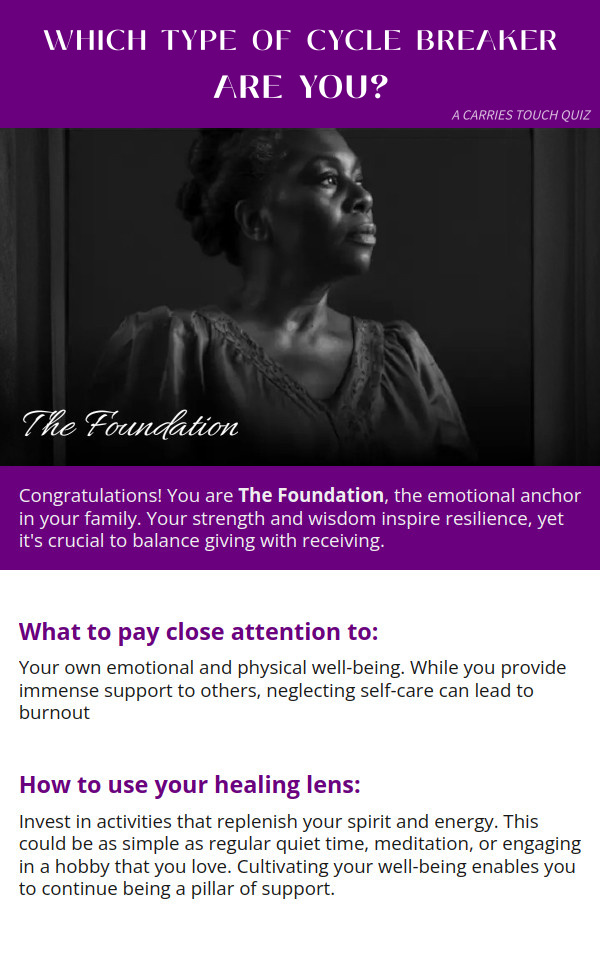 WHICH TYPE OF CYCLE BREAKER
ARE YOU?
A CARRIES TOUCH QUIZ
The Foundation
Congratulations! You are The Foundation, the emotional anchor
in your family. Your strength and wisdom inspire resilience, yet
it's crucial to balance giving with receiving.
What to pay close attention to:
Your own emotional and physical well-being. While you provide
immense support to others, neglecting self-care can lead to
burnout
How to use your healing lens:
Invest in activities that replenish your spirit and energy. This
could be as simple as regular quiet time, meditation, or engaging
in a hobby that you love. Cultivating your well-being enables you
to continue being a pillar of support.